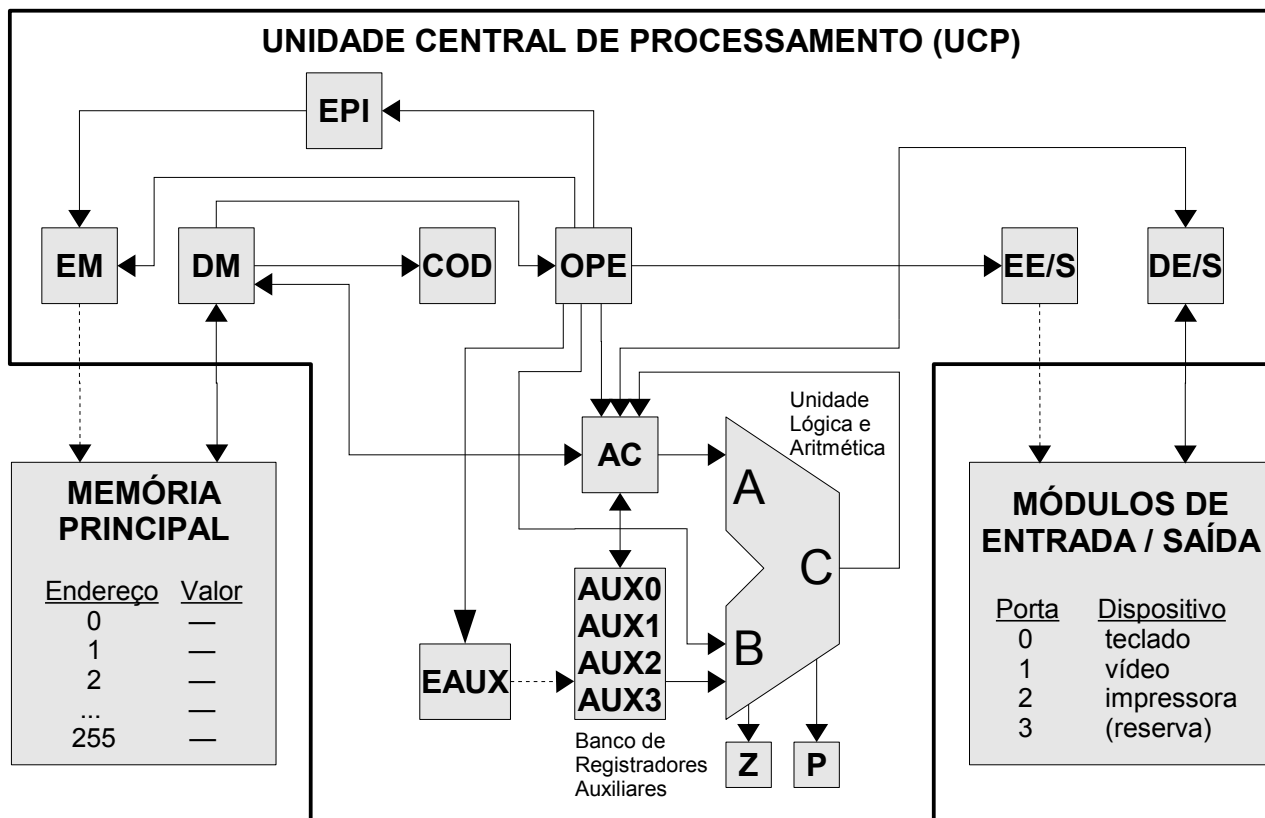 UNIDADE CENTRAL DE PROCESSAMENTO (UCP)
EPI
EM
DM
COD
OPE
EE/S
DE/S
Unidade
Lógica e
Aritmética
AC
A
B
C
MEMÓRIA
PRINCIPAL
Endereço Valor
0 —
1 —
2 —
... —
255 —
EAUX
AUX0
AUX1
AUX2
AUX3
Banco de
Registradores
Auxiliares
Z
P
MÓDULOS DE
ENTRADA / SAÍDA
Porta Dispositivo
0 teclado
1 vídeo
2 impressora
3 (reserva)